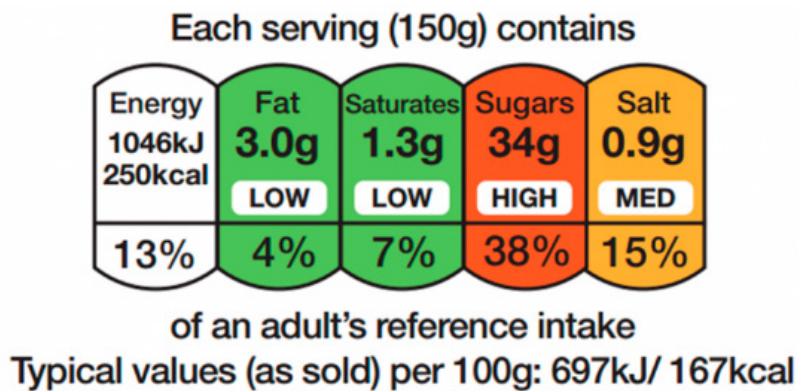 Each serving (150g) contains
Energy Fat Saturates Sugars Salt
1046kJ 3.0g 1.3g 34g 0.9g
250kcal
LOW LOW HIGH MED
13% 4% 7% 38% 15%
of an adult's reference intake
Typical values (as sold) per 100g: 697kJ/ 167kcal